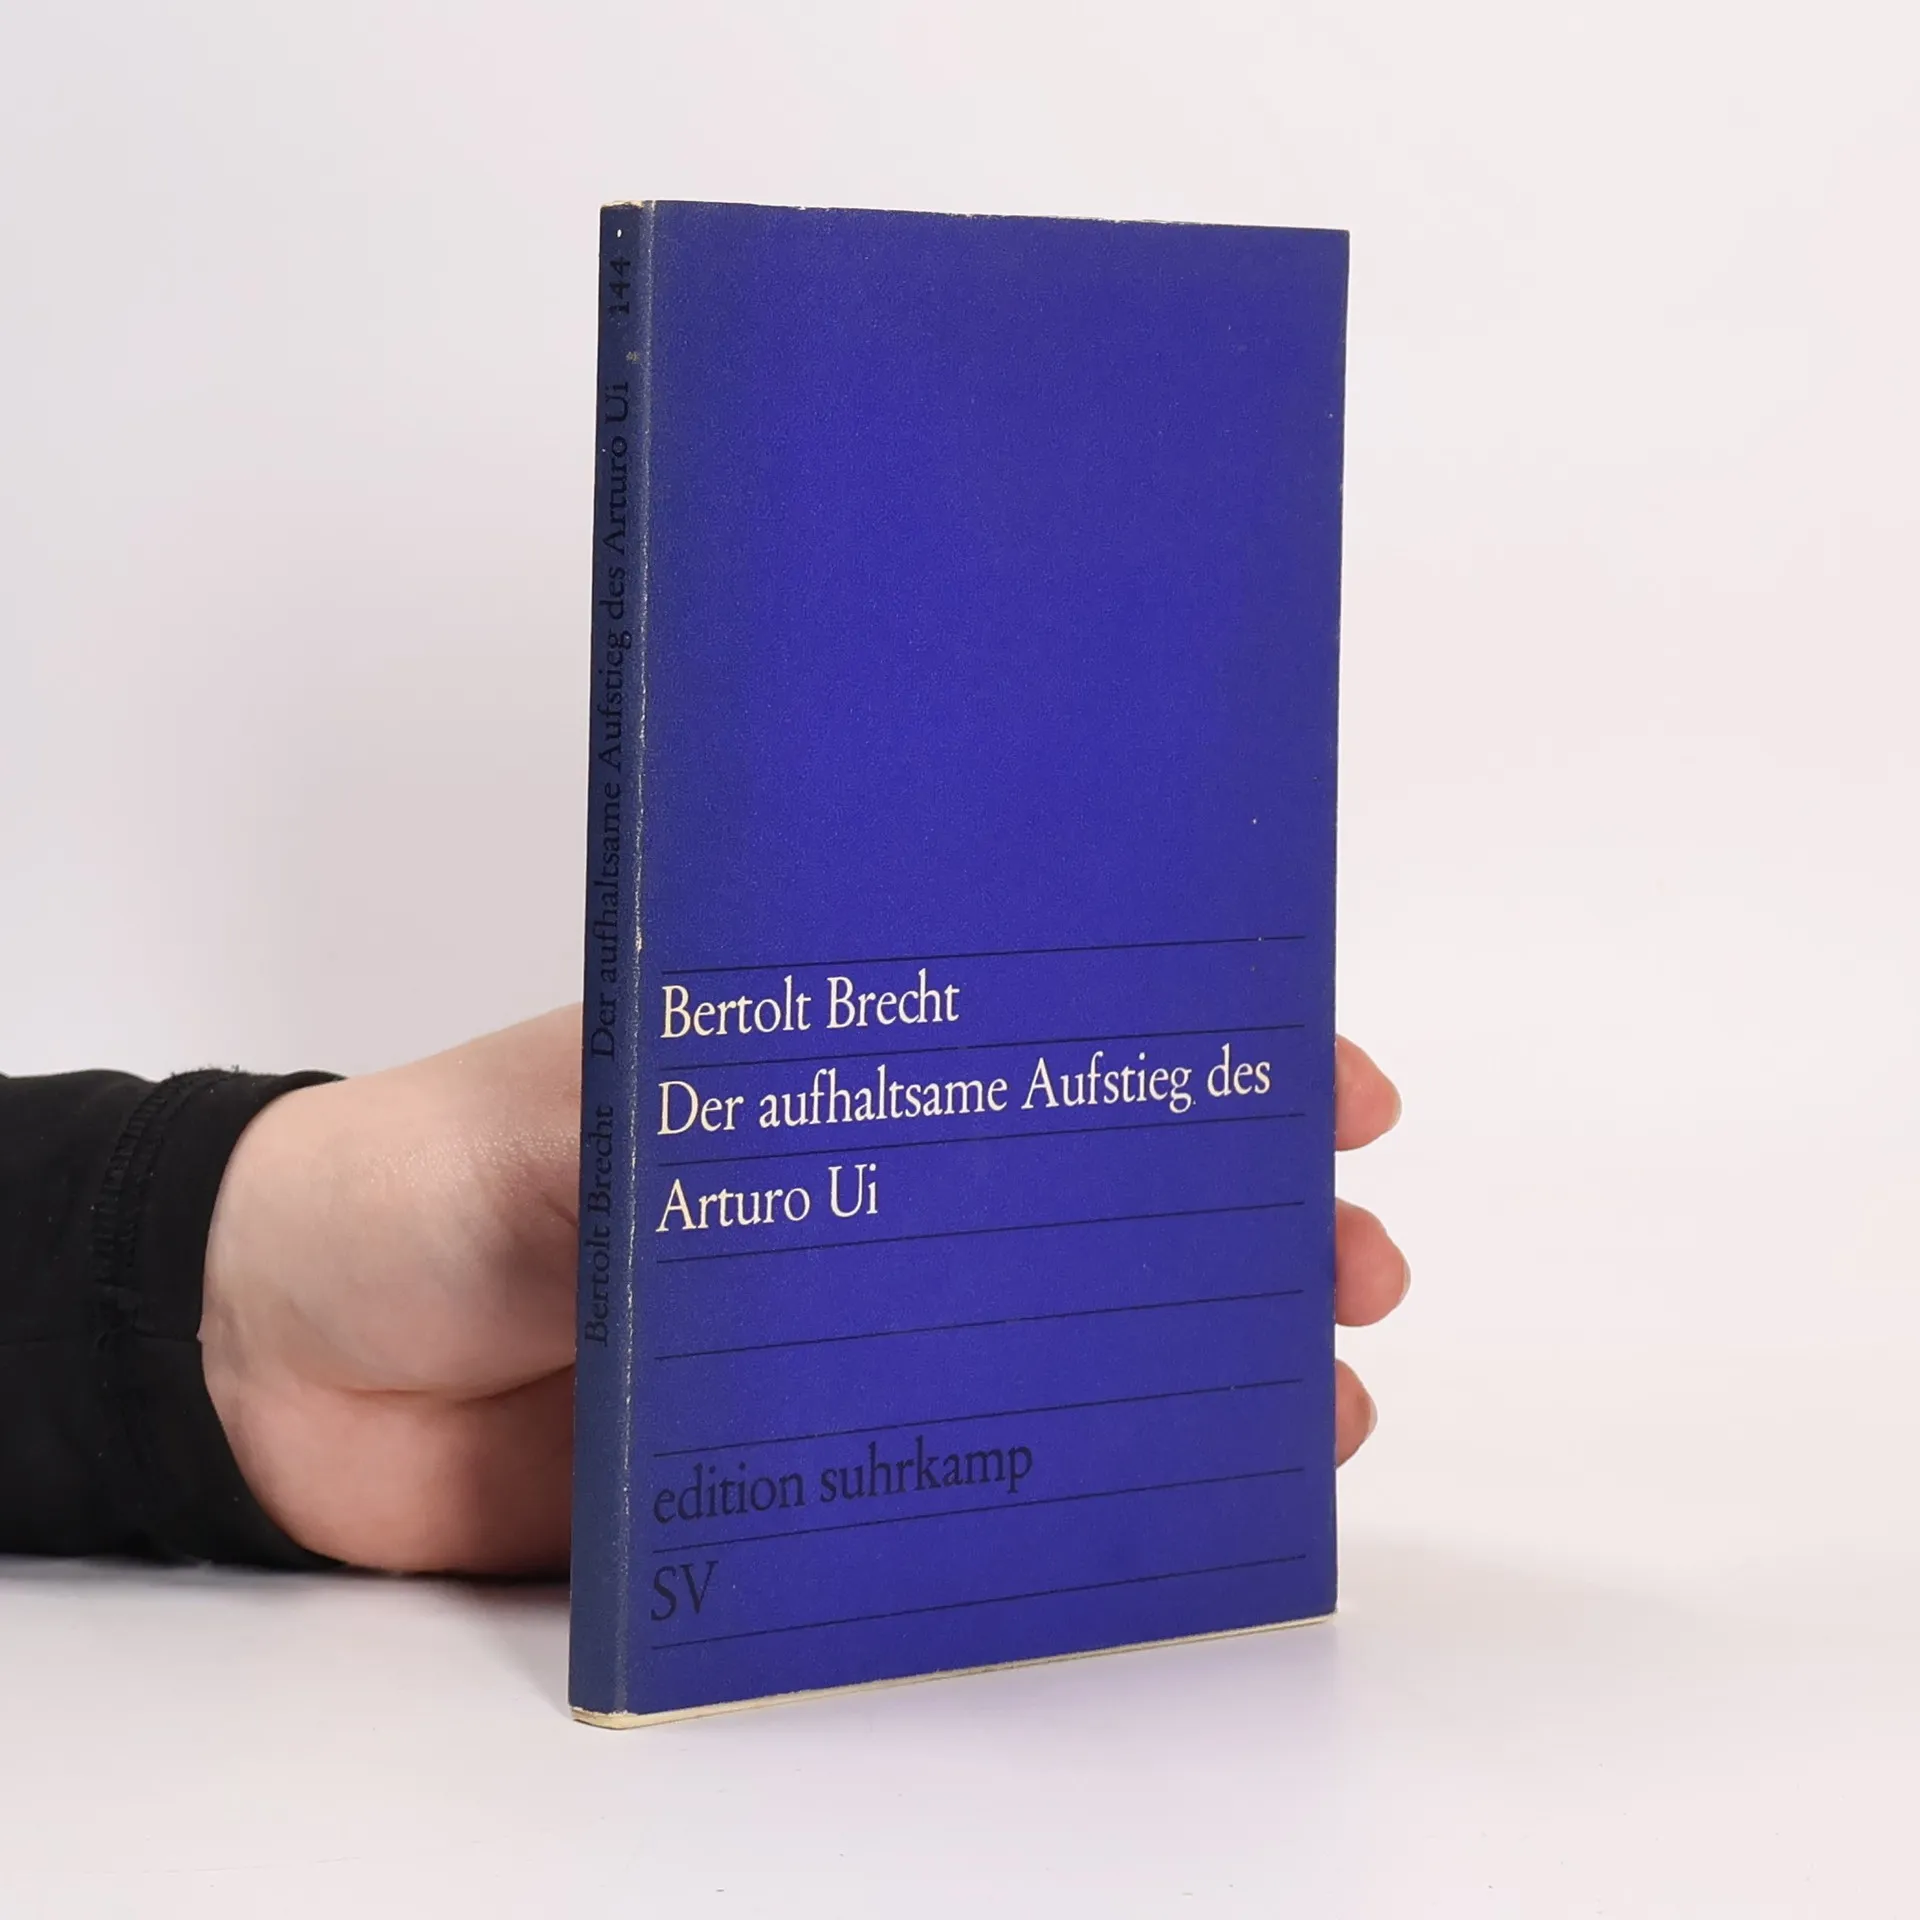 Bertolt Brecht Der aufhaltsame Aufstieg des Arturo Ui 144
Bertolt Brecht
Der aufhaltsame Aufstieg des
Arturo Ui
edition suhrkamp
SV